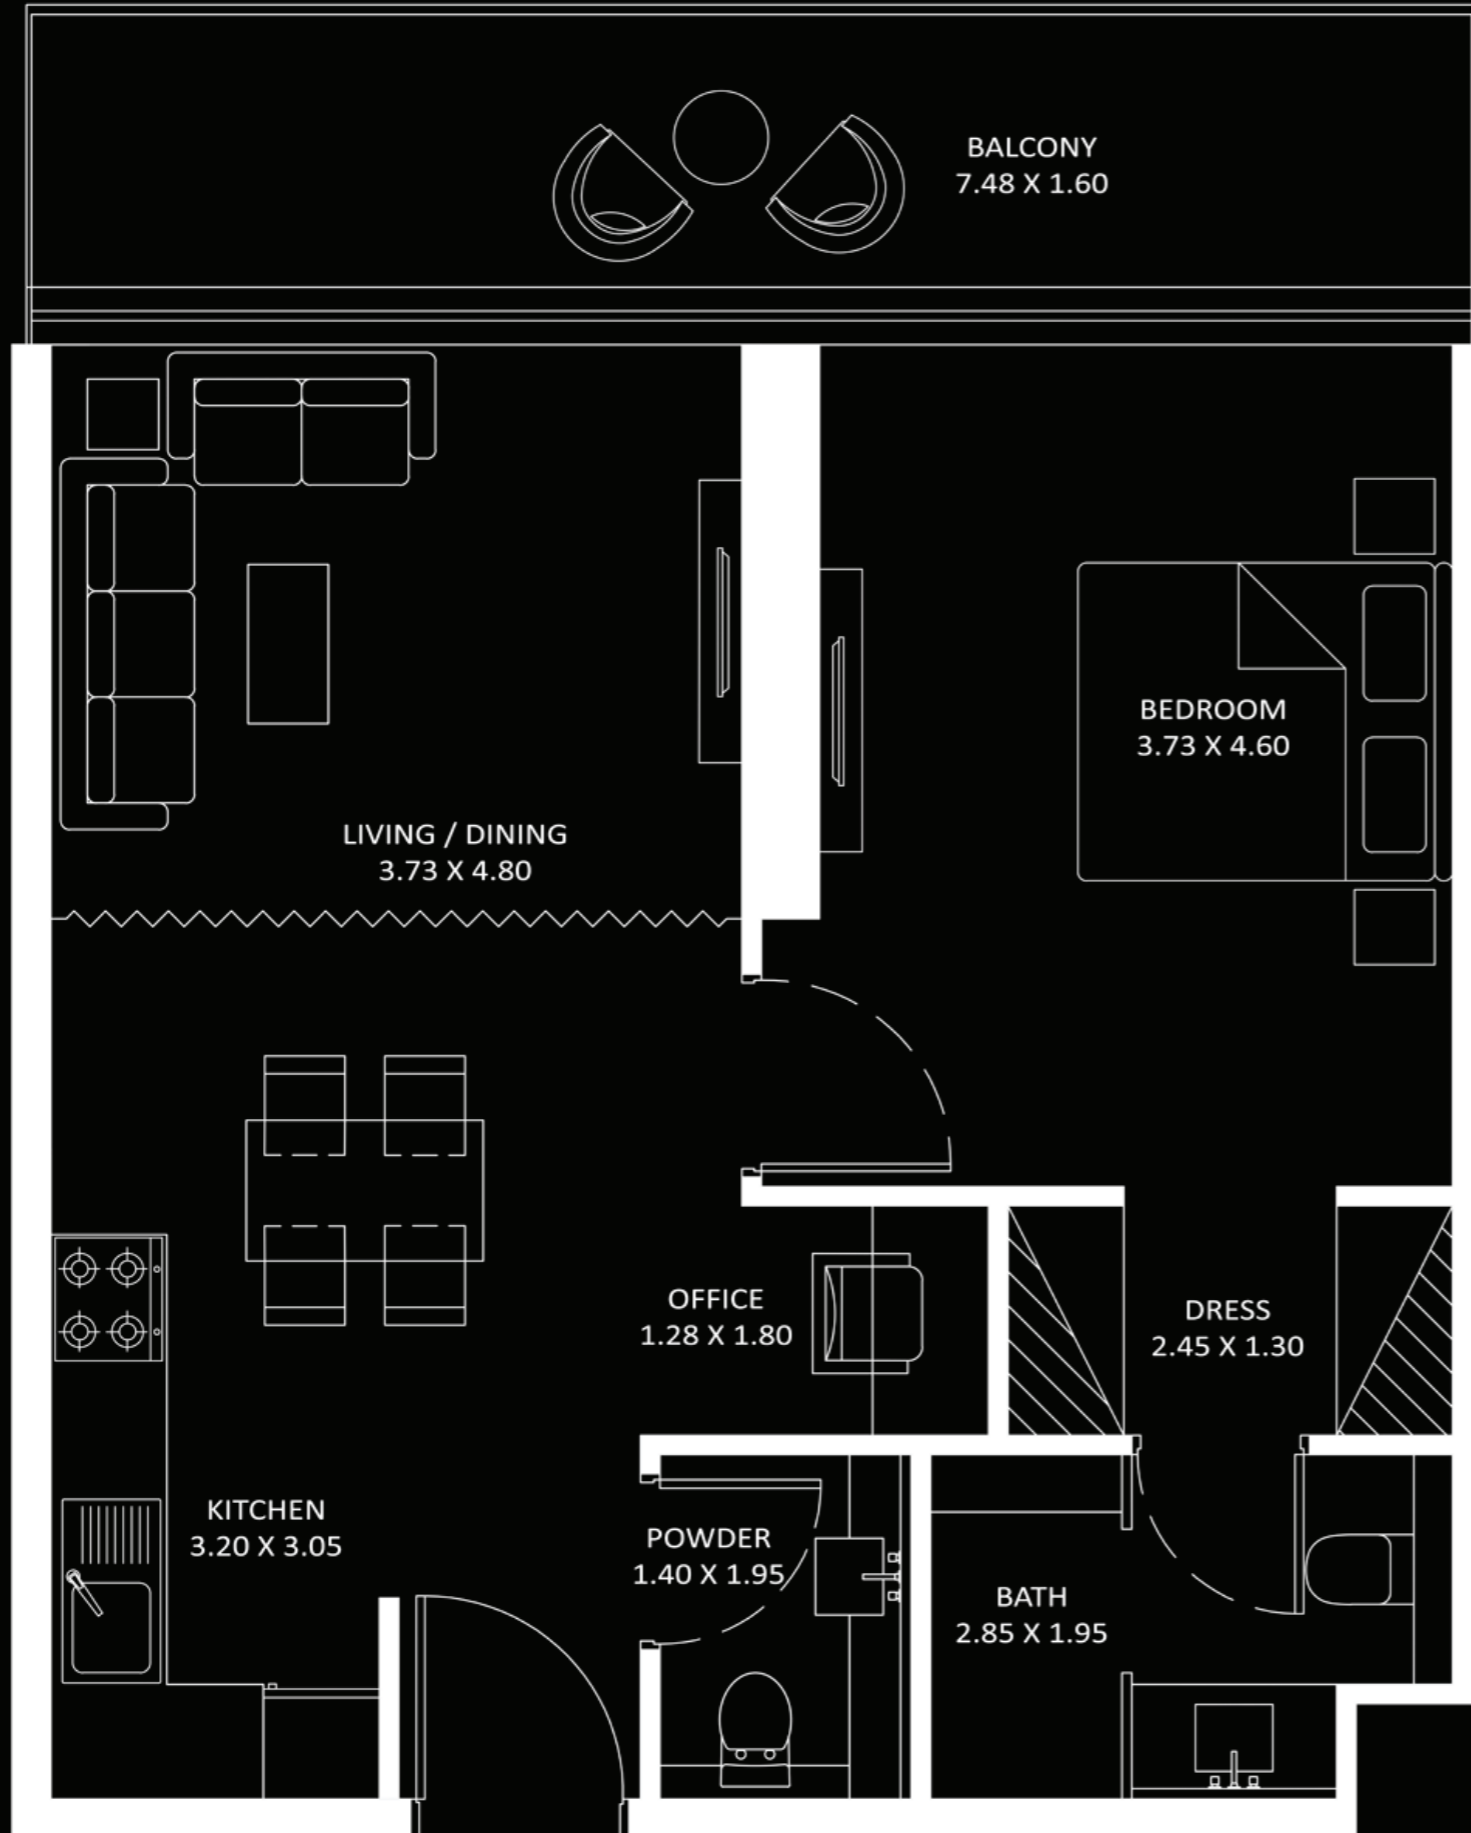 BALCONY
7.48 X 1.60
BEDROOM
3.73 X 4.60
LIVING / DINING
3.73 X 4.80
OFFICE
1.28 X 1.80
DRESS
2.45 X 1.30
KITCHEN
3.20 X 3.05
POWDER
1.40 X 1.95
BATH
2.85 X 1.95